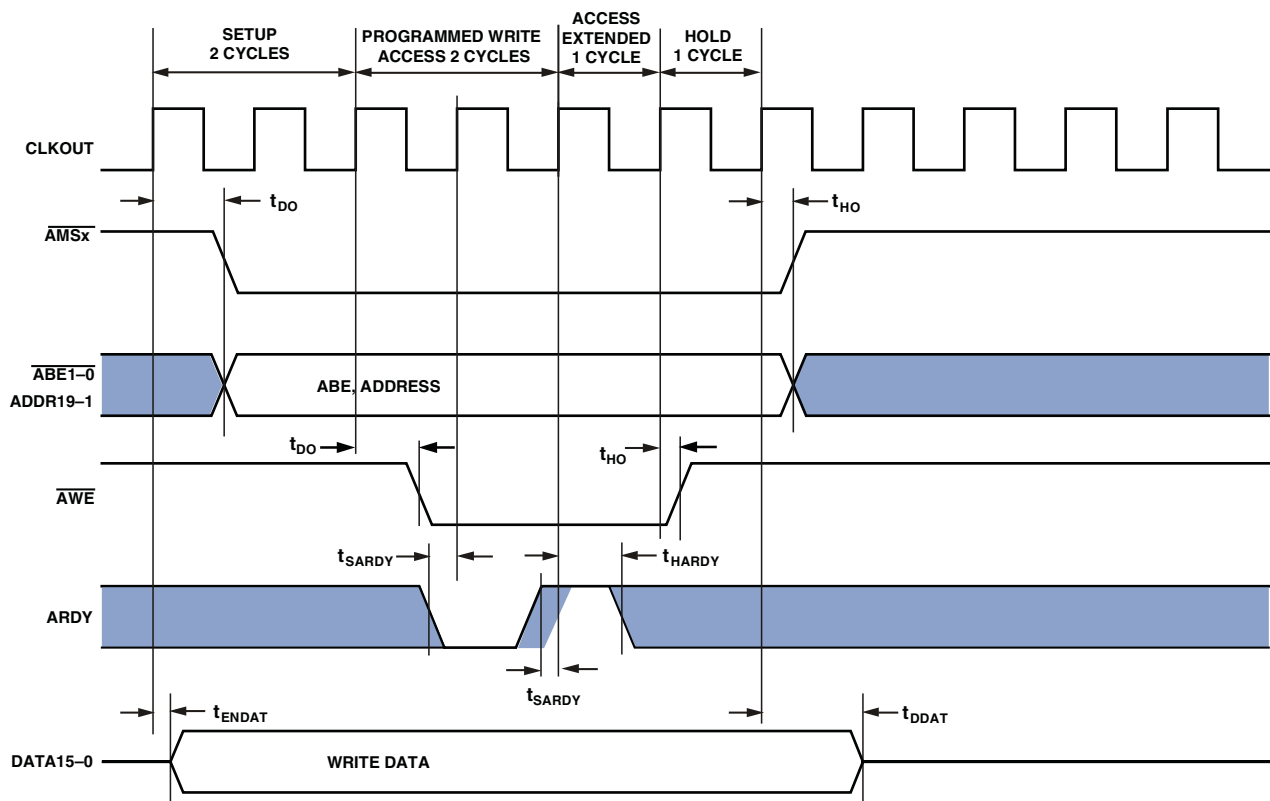 SETUP
2 CYCLES
PROGRAMMED WRITE
ACCESS 2 CYCLES
ACCESS
EXTENDED
1 CYCLE
HOLD
1 CYCLE
CLKOUT
tDO
tHO
AMSx
ABE1–0
ADDR19–1
ABE, ADDRESS
tDO
tHO
AWE
tSARDY
tHARDY
ARDY
tSARDY
tENDAT
tDDAT
DATA15–0
WRITE DATA